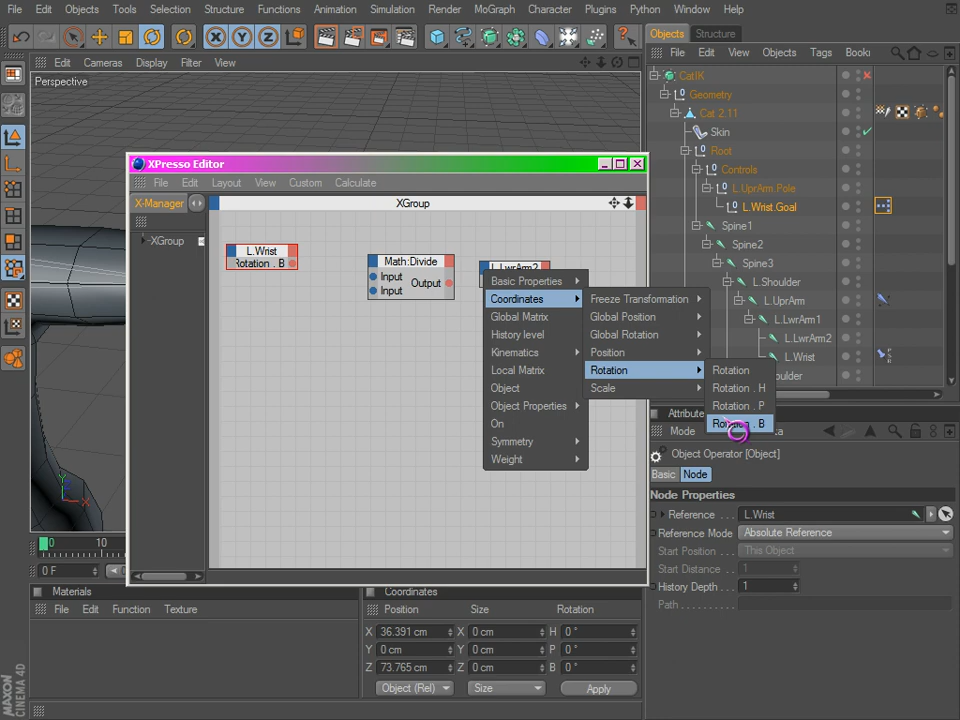 File Edit Objects Tools Selection Structure Functions Animation Simulation Render MoGraph Character Plugins Python Window Help
Edit Cameras Display Filter View
Perspective
Objects Structure
File Edit View Objects Tags Booki
CatIK
Geometry
Cat 2.11
Skin
Root
Controls
L.UprArm.Pole
L.Wrist.Goal
Spine1
Spine2
Spine3
L.Shoulder
L.UprArm
L.LwrArm1
L.LwrArm2
L.Wrist
XPresso Editor
File Edit Layout View Custom Calculate
X-Manager
XGroup
XGroup
L.Wrist
Rotation . B
Math:Divide
Input
Input
Output
L.LwrArm2
Basic Properties
Coordinates
Global Matrix
History level
Kinematics
Local Matrix
Object
Object Properties
On
Symmetry
Weight
Freeze Transformation
Global Position
Global Rotation
Position
Rotation
Scale
Rotation
Rotation . H
Rotation . P
Rotation . B
Mode
Object Operator [Object]
Basic Node
Node Properties
Reference . . . L.Wrist
Reference Mode Absolute Reference
Start Position . . This Object
Start Distance . . 1
History Depth . . . 1
Path . . . . . . . . . .
0 10
0 F
Materials
File Edit Function Texture
Coordinates
Position Size Rotation
X 36.391 cm X 0 cm H 0 °
Y 0 cm Y 0 cm P 0 °
Z 73.765 cm Z 0 cm B 0 °
Object (Rel) Size Apply
MAXON
CINEMA 4D